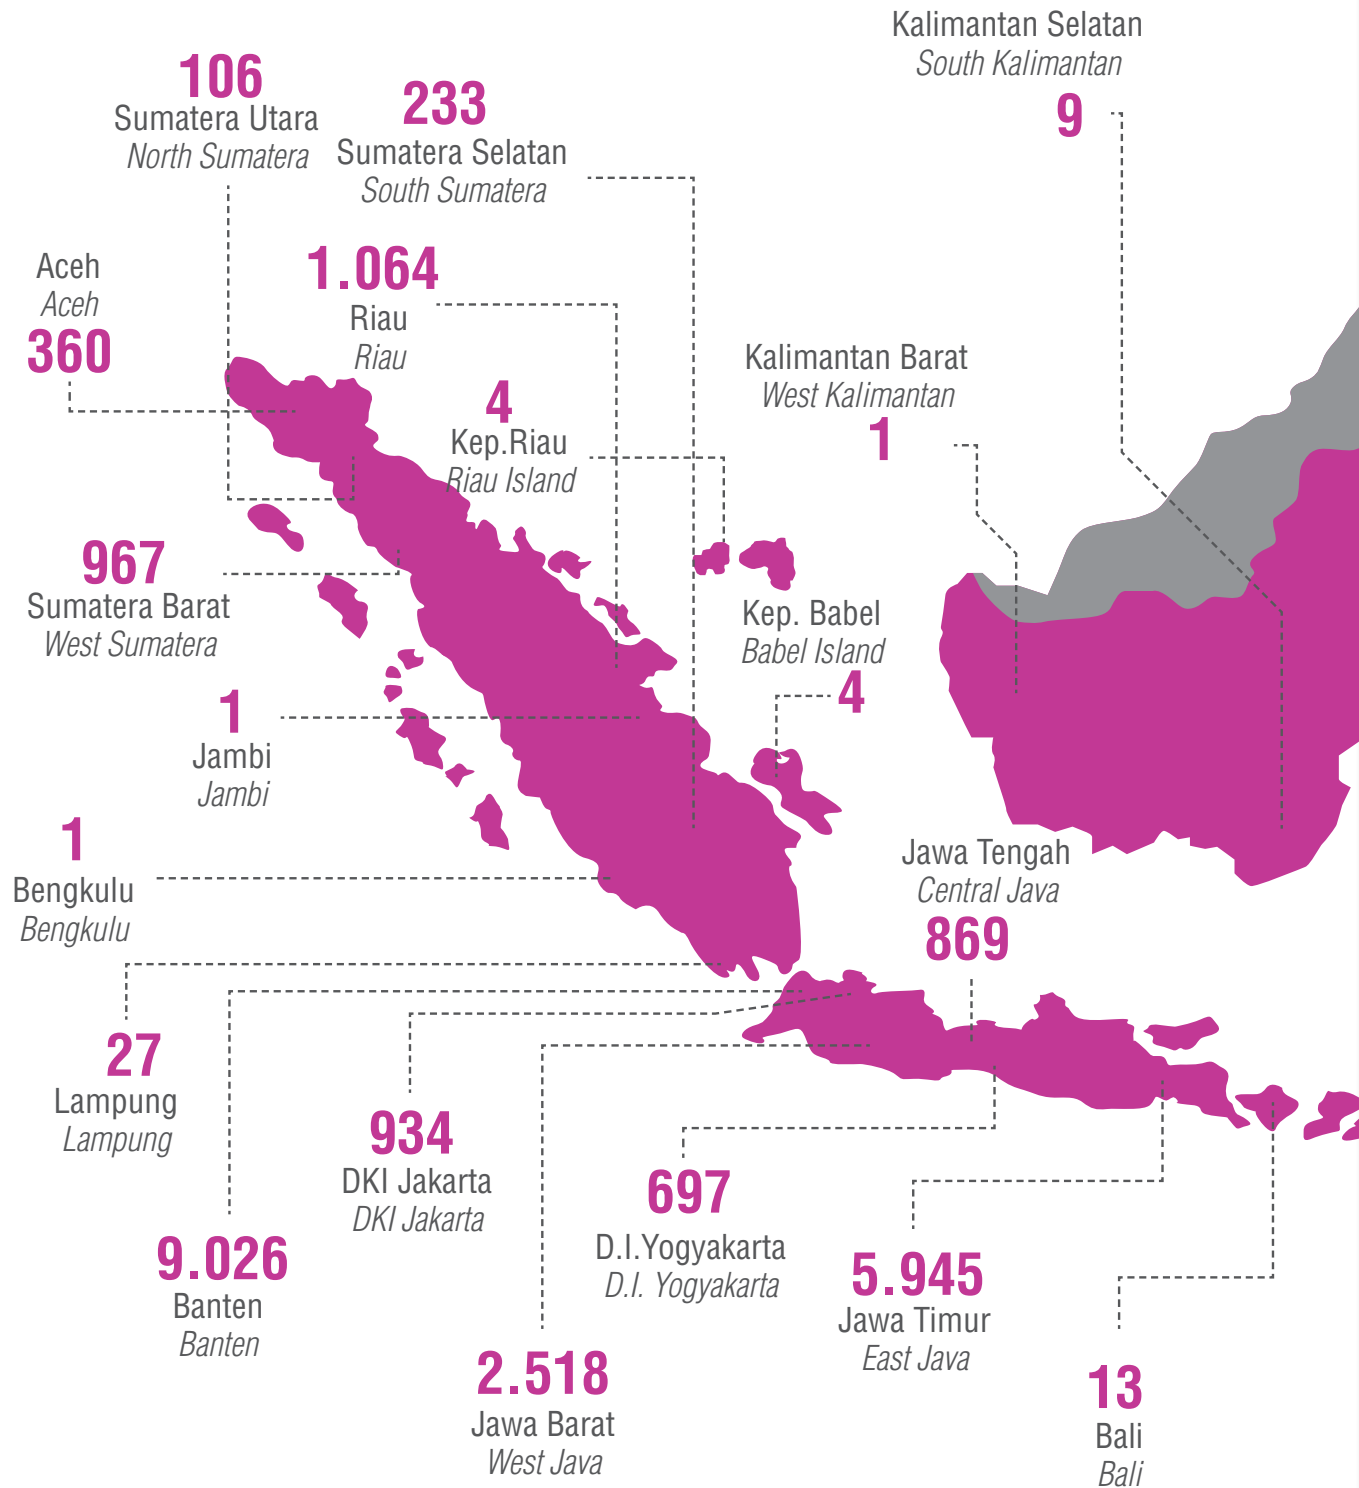 Kalimantan Selatan
South Kalimantan
9
106
Sumatera Utara
North Sumatera
233
Sumatera Selatan
South Sumatera
Aceh
Aceh
360
1.064
Riau
Riau
Kalimantan Barat
West Kalimantan
1
4
Kep.Riau
Riau Island
967
Sumatera Barat
West Sumatera
Kep. Babel
Babel Island
4
1
Jambi
Jambi
1
Bengkulu
Bengkulu
Jawa Tengah
Central Java
869
27
Lampung
Lampung
934
DKI Jakarta
DKI Jakarta
697
D.I.Yogyakarta
D.I. Yogyakarta
9.026
Banten
Banten
5.945
Jawa Timur
East Java
2.518
Jawa Barat
West Java
13
Bali
Bali